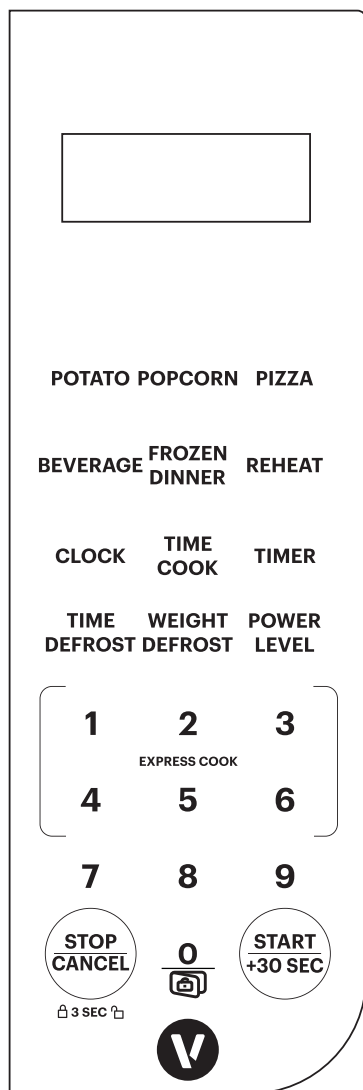 POTATO POPCORN PIZZA
BEVERAGE FROZEN DINNER REHEAT
CLOCK TIME COOK TIMER
TIME DEFROST WEIGHT DEFROST POWER LEVEL
1 2 3
EXPRESS COOK
4 5 6
7 8 9
STOP
CANCEL
0
START
+30 SEC
3 SEC
V